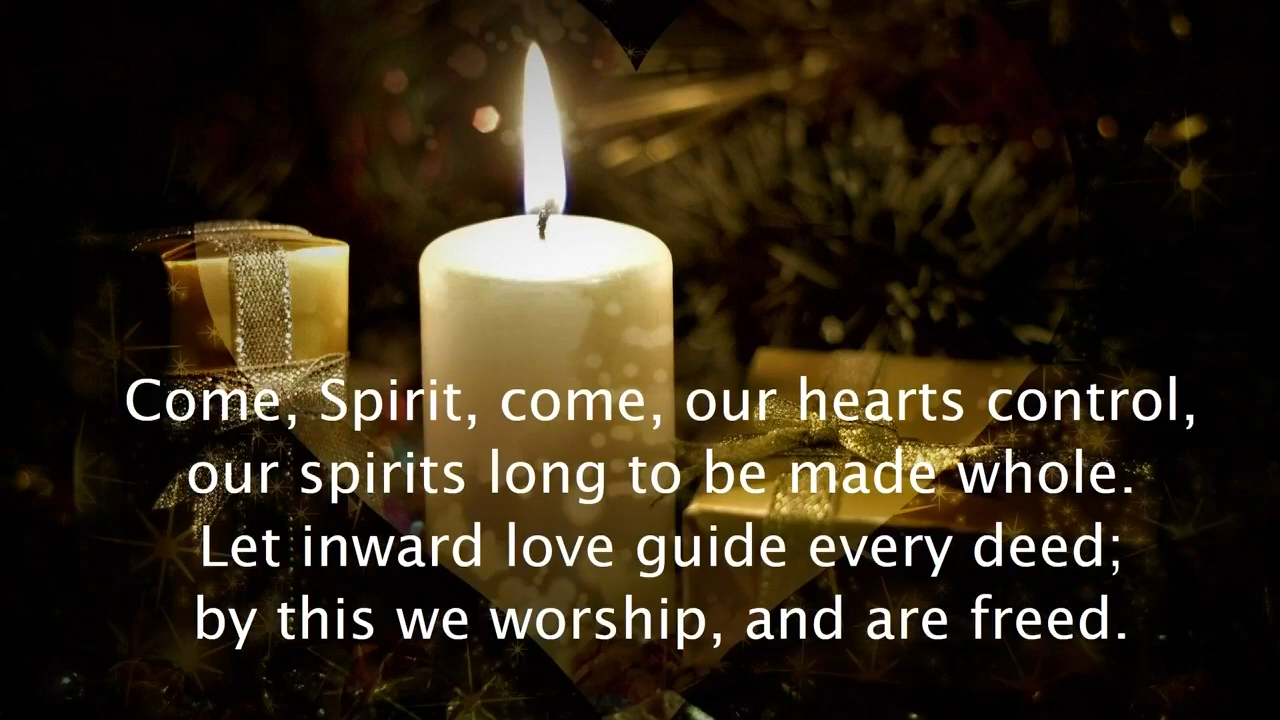 Come, Spirit, come, our hearts control,
our spirits long to be made whole.
Let inward love guide every deed;
by this we worship, and are freed.